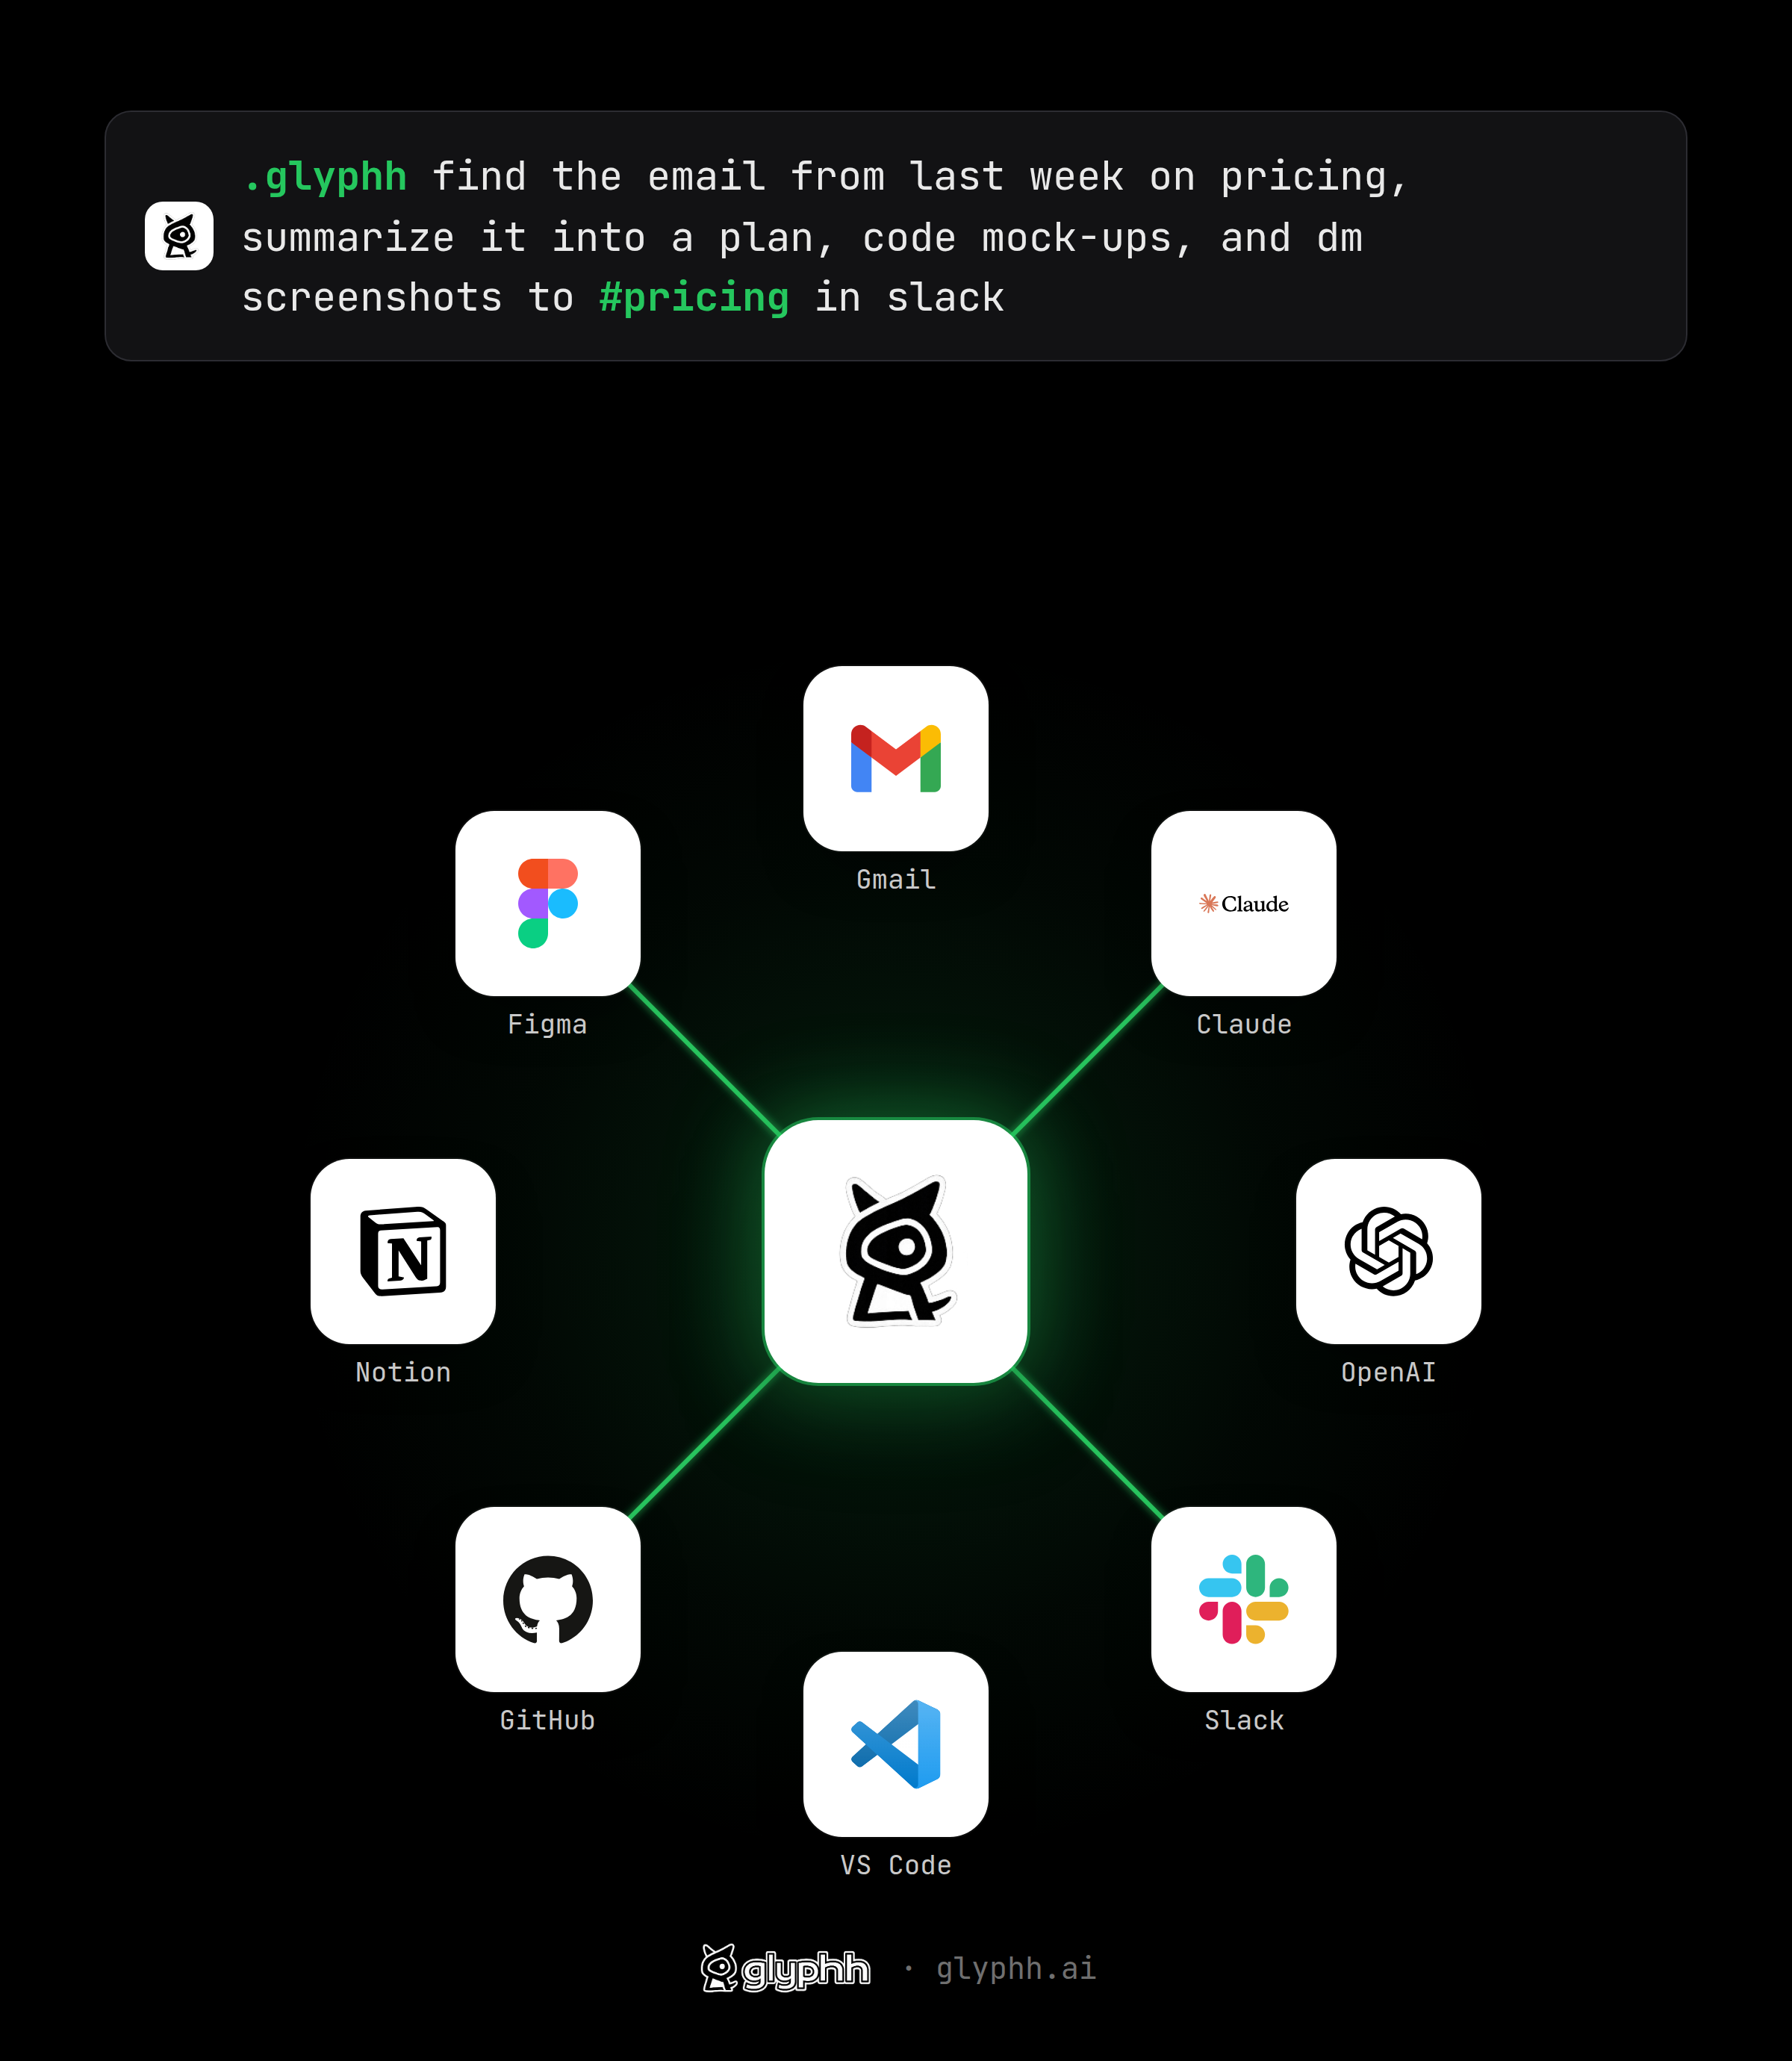 .glyphh find the email from last week on pricing,
summarize it into a plan, code mock-ups, and dm
screenshots to #pricing in slack
Gmail
Figma
Claude
Claude
N
Notion
OpenAI
GitHub
Slack
VS Code
glyphh · glyphh.ai